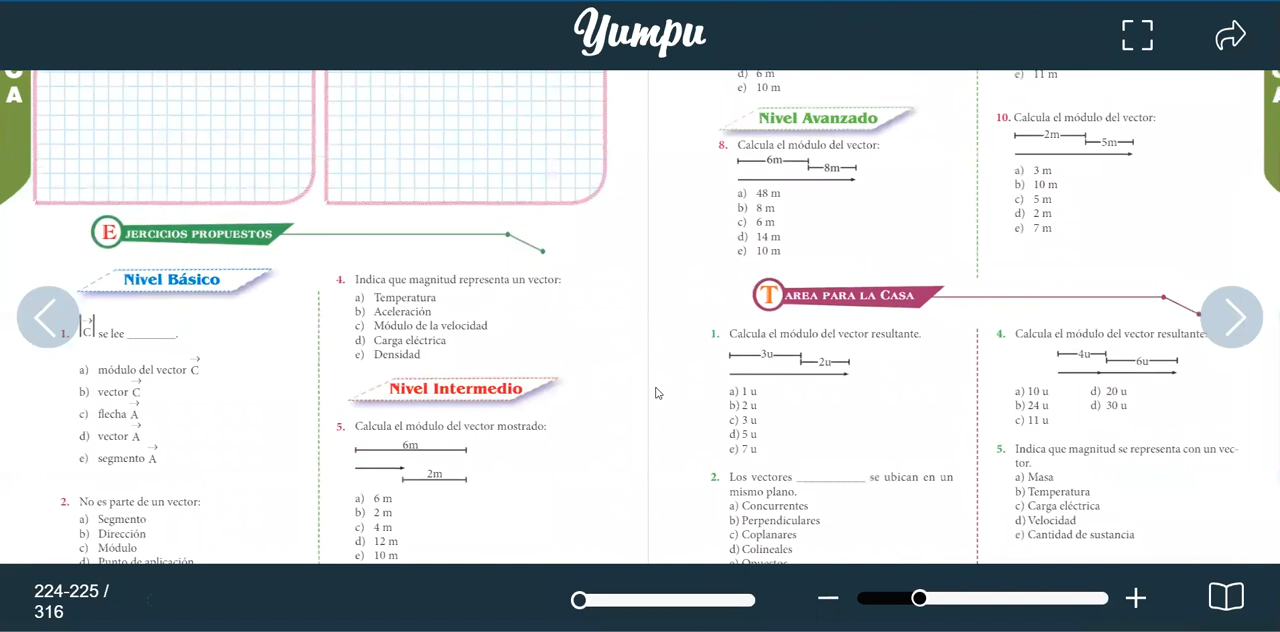 Yumpu
A
EJERCICIOS PROPUESTOS
Nivel Básico
1. |C| se lee ________.
a) módulo del vector C
b) vector C
c) flecha A
d) vector A
e) segmento A
2. No es parte de un vector:
a) Segmento
b) Dirección
c) Módulo
d) Punto de aplicación
4. Indica que magnitud representa un vector:
a) Temperatura
b) Aceleración
c) Módulo de la velocidad
d) Carga eléctrica
e) Densidad
Nivel Intermedio
5. Calcula el módulo del vector mostrado:
6m
2m
a) 6 m
b) 2 m
c) 4 m
d) 12 m
e) 10 m
d) 6 m
e) 10 m
Nivel Avanzado
8. Calcula el módulo del vector:
6m
8m
a) 48 m
b) 8 m
c) 6 m
d) 14 m
e) 10 m
e) 11 m
10. Calcula el módulo del vector:
2m
5m
a) 3 m
b) 10 m
c) 5 m
d) 2 m
e) 7 m
TAREA PARA LA CASA
1. Calcula el módulo del vector resultante.
3u
2u
a) 1 u
b) 2 u
c) 3 u
d) 5 u
e) 7 u
2. Los vectores ____________ se ubican en un
mismo plano.
a) Concurrentes
b) Perpendiculares
c) Coplanares
d) Colineales
e) Opuestos
4. Calcula el módulo del vector resultante.
4u
6u
a) 10 u d) 20 u
b) 24 u d) 30 u
c) 11 u
5. Indica que magnitud se representa con un vec-
tor.
a) Masa
b) Temperatura
c) Carga eléctrica
d) Velocidad
e) Cantidad de sustancia
224-225 /
316